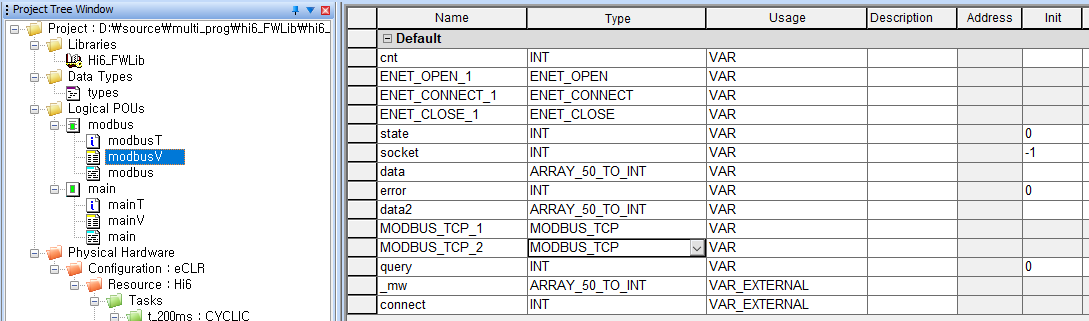 Project Tree Window
Project : D:₩source₩multi_prog₩hi6_FWLib₩hi6_
Libraries
Hi6_FWLib
Data Types
types
Logical POUs
modbus
modbusT
modbusV
modbus
main
mainT
mainV
main
Physical Hardware
Configuration : eCLR
Resource : Hi6
Tasks
t_200ms : CYCLIC
Name Type Usage Description Address Init
Default
cnt INT VAR
ENET_OPEN_1 ENET_OPEN VAR
ENET_CONNECT_1 ENET_CONNECT VAR
ENET_CLOSE_1 ENET_CLOSE VAR
state INT VAR 0
socket INT VAR -1
data ARRAY_50_TO_INT VAR
error INT VAR 0
data2 ARRAY_50_TO_INT VAR
MODBUS_TCP_1 MODBUS_TCP VAR
MODBUS_TCP_2 MODBUS_TCP VAR
query INT VAR 0
_mw ARRAY_50_TO_INT VAR_EXTERNAL
connect INT VAR_EXTERNAL